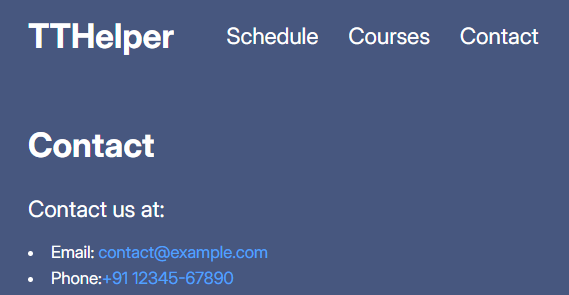 TTHelper Schedule Courses Contact
Contact
Contact us at:
• Email: contact@example.com
• Phone:+91 12345-67890